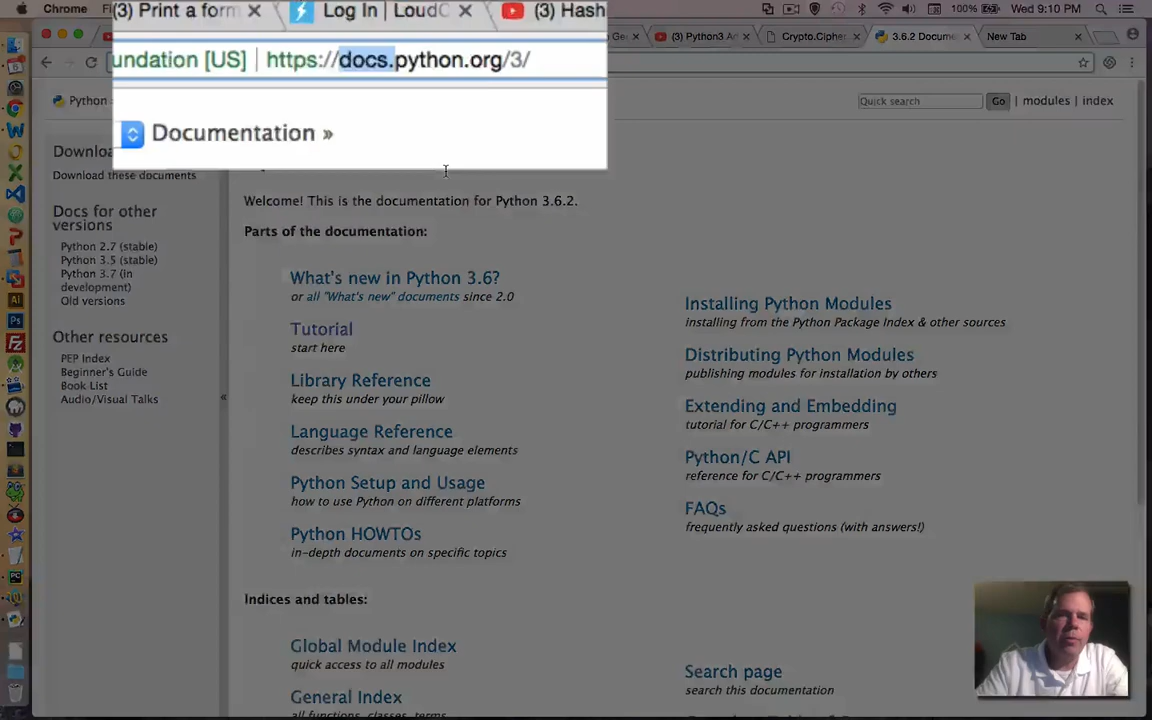 Chrome
100%
Wed 9:10 PM
(3) Print a form
Log In | Loud
(3) Hash
(3) Python3 A
Crypto.Cipher
3.6.2 Docum
New Tab
undation [US] | https://docs.python.org/3/
Python
Documentation »
Quick search
Go
modules | index
Downlo
Download these documents
Docs for other
versions
Python 2.7 (stable)
Python 3.5 (stable)
Python 3.7 (in
development)
Old versions
Other resources
PEP Index
Beginner's Guide
Book List
Audio/Visual Talks
«
Welcome! This is the documentation for Python 3.6.2.
Parts of the documentation:
What's new in Python 3.6?
or all "What's new" documents since 2.0
Tutorial
start here
Library Reference
keep this under your pillow
Language Reference
describes syntax and language elements
Python Setup and Usage
how to use Python on different platforms
Python HOWTOs
in-depth documents on specific topics
Installing Python Modules
installing from the Python Package Index & other sources
Distributing Python Modules
publishing modules for installation by others
Extending and Embedding
tutorial for C/C++ programmers
Python/C API
reference for C/C++ programmers
FAQs
frequently asked questions (with answers!)
Indices and tables:
Global Module Index
quick access to all modules
General Index
all functions, classes, terms
Search page
search this documentation